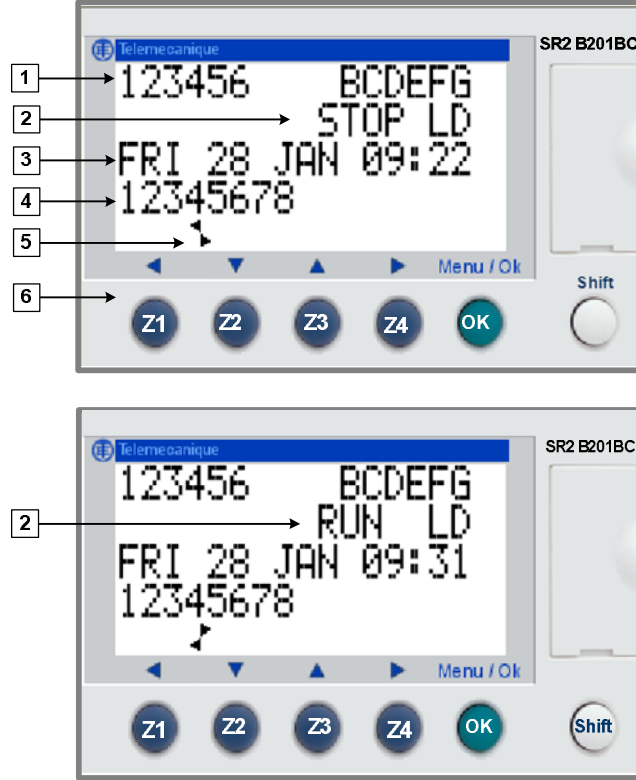 Telemecanique
SR2 B201BC
1 123456 BCDEFG
2 STOP LD
3 FRI 28 JAN 09:22
4 12345678
5
Menu / Ok
Shift
6 Z1 Z2 Z3 Z4 OK
Telemecanique
SR2 B201BC
123456 BCDEFG
2 RUN LD
FRI 28 JAN 09:31
12345678
Menu / Ok
Z1 Z2 Z3 Z4 OK Shift